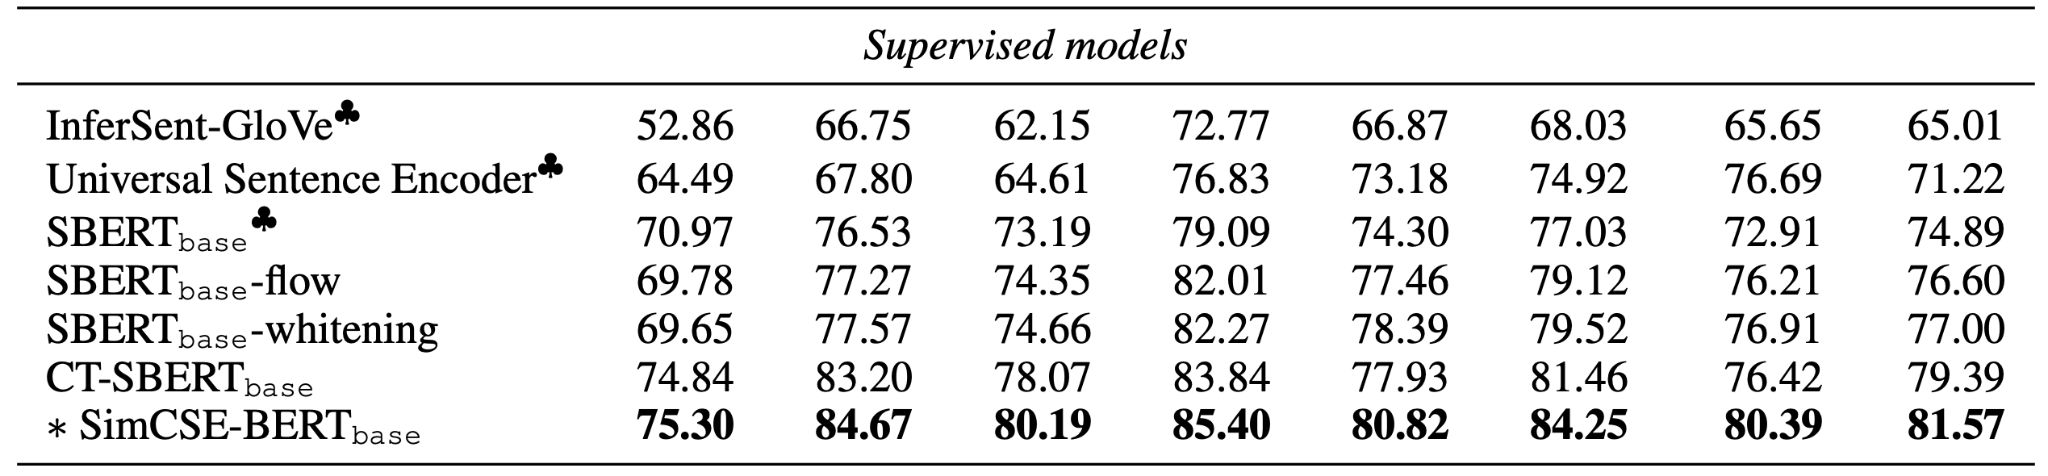 Supervised models
InferSent-GloVe♣ 52.86 66.75 62.15 72.77 66.87 68.03 65.65 65.01
Universal Sentence Encoder♣ 64.49 67.80 64.61 76.83 73.18 74.92 76.69 71.22
SBERTbase♣ 70.97 76.53 73.19 79.09 74.30 77.03 72.91 74.89
SBERTbase-flow 69.78 77.27 74.35 82.01 77.46 79.12 76.21 76.60
SBERTbase-whitening 69.65 77.57 74.66 82.27 78.39 79.52 76.91 77.00
CT-SBERTbase 74.84 83.20 78.07 83.84 77.93 81.46 76.42 79.39
∗ SimCSE-BERTbase 75.30 84.67 80.19 85.40 80.82 84.25 80.39 81.57